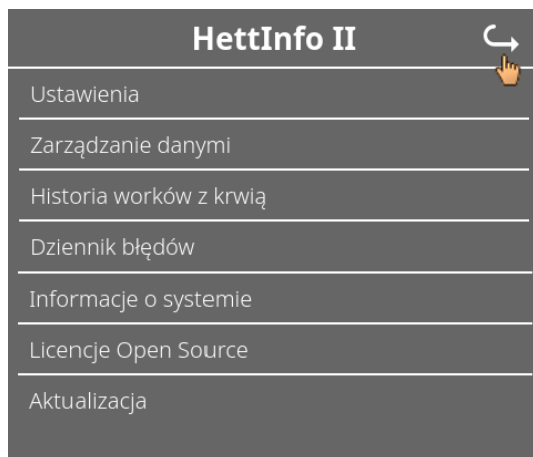 HettInfo II
Ustawienia
Zarządzanie danymi
Historia worków z krwią
Dziennik błędów
Informacje o systemie
Licencje Open Source
Aktualizacja